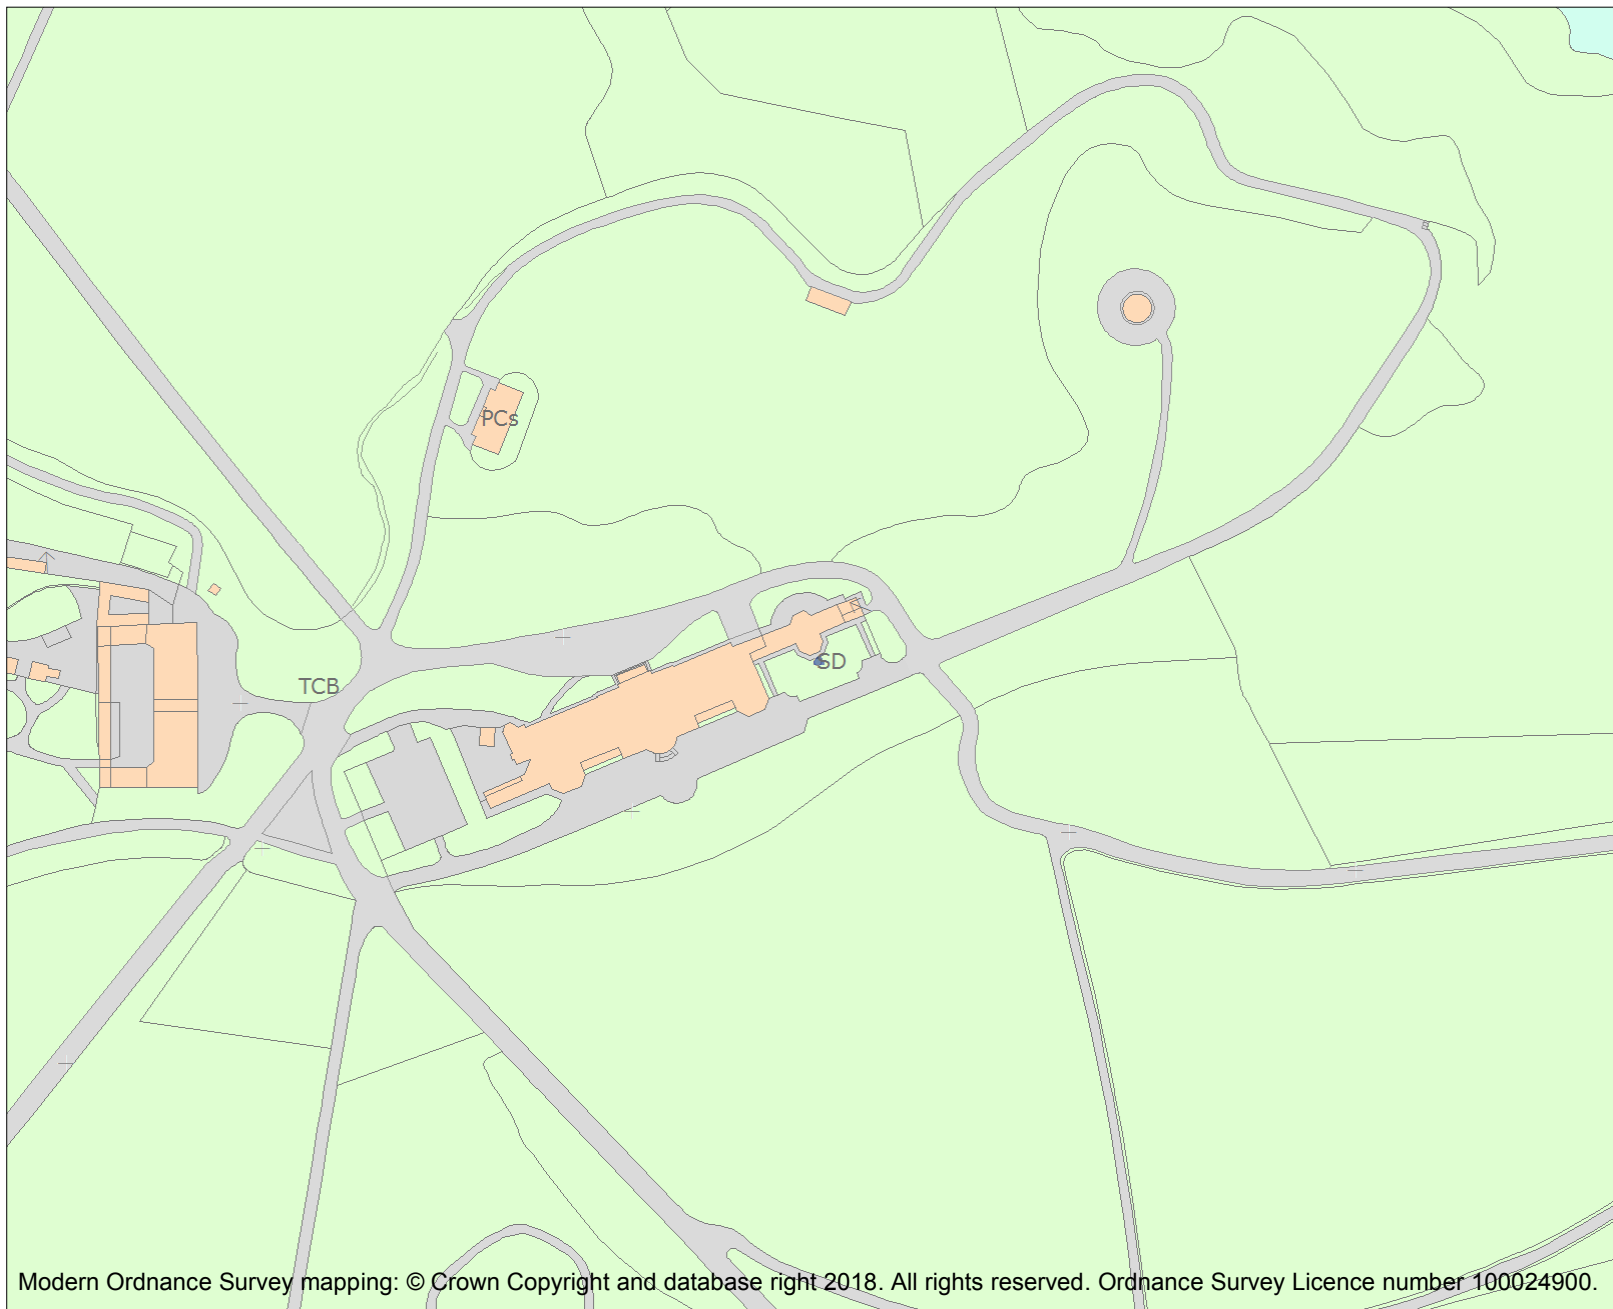 PCs
SD
TCB
Modern Ordnance Survey mapping: © Crown Copyright and database right 2018. All rights reserved. Ordnance Survey Licence number 100024900.